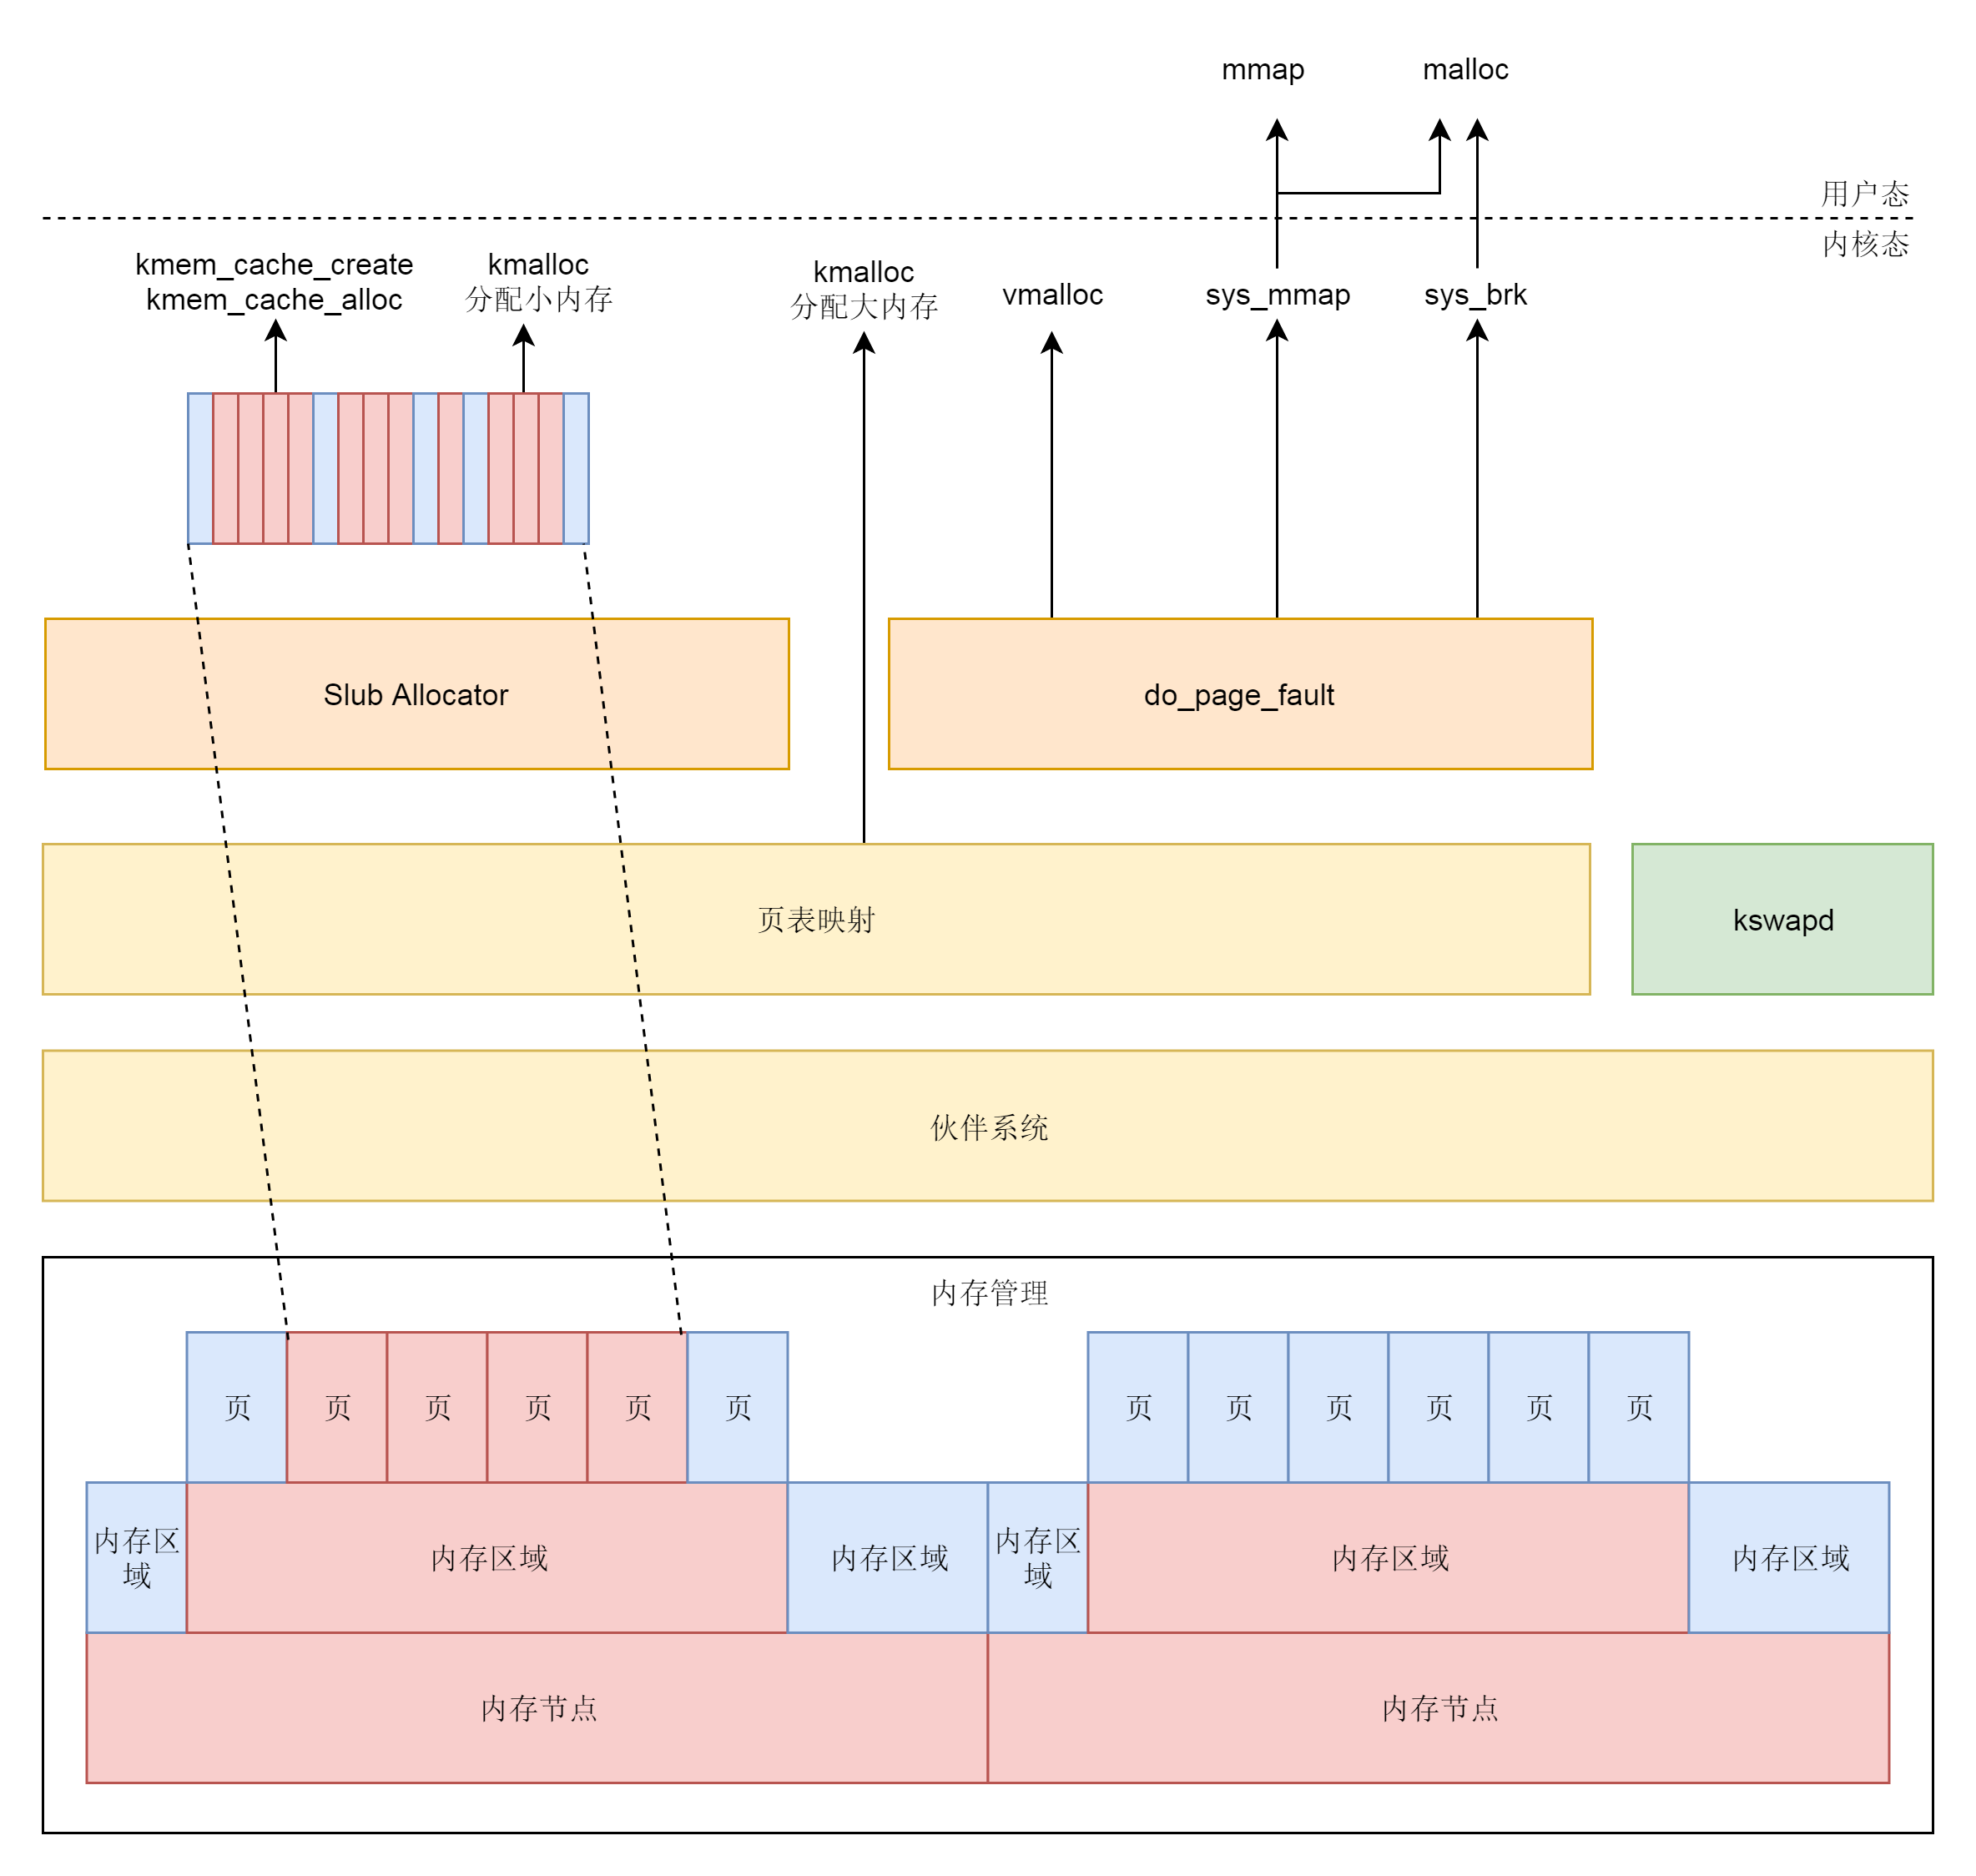 mmap
malloc
用户态
内核态
kmem_cache_create
kmem_cache_alloc
kmalloc
分配小内存
kmalloc
分配大内存
vmalloc
sys_mmap
sys_brk
Slub Allocator
do_page_fault
页表映射
kswapd
伙伴系统
内存管理
页
页
页
页
页
页
页
页
页
页
页
页
内存区
域
内存区域
内存区域
内存区
域
内存区域
内存区域
内存节点
内存节点